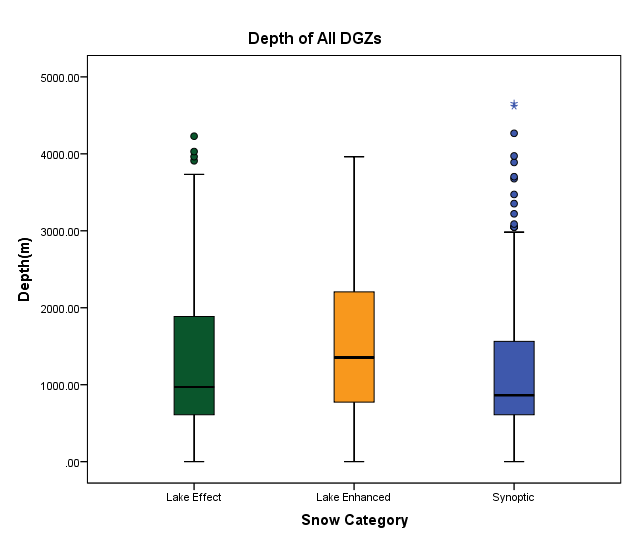 Depth of All DGZs
5000.00
4000.00
3000.00
2000.00
1000.00
.00
Depth(m)
Lake Effect
Lake Enhanced
Synoptic
Snow Category